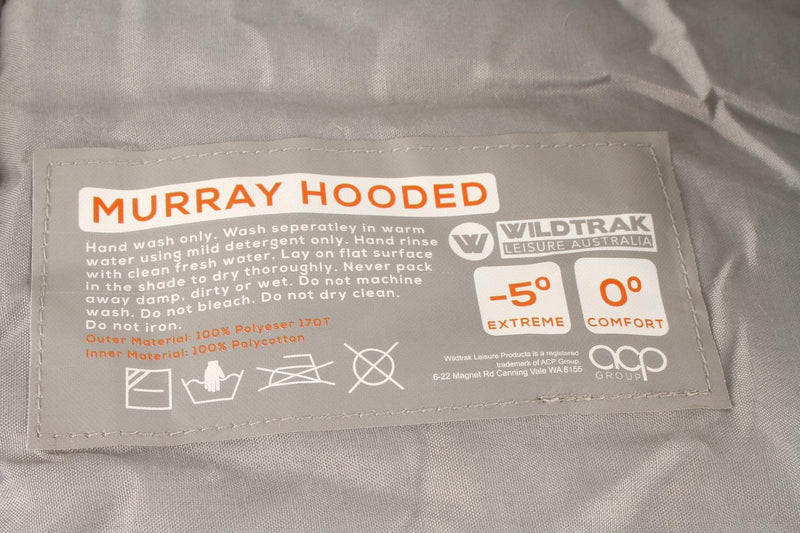 MURRAY HOODED
Hand wash only. Wash seperatley in warm
water using mild detergent only. Hand rinse
with clean fresh water. Lay on flat surface
in the shade to dry thoroughly. Never pack
away damp, dirty or wet. Do not machine
wash. Do not bleach. Do not dry clean.
Do not iron.
Outer Material: 100% Polyeser 170T
Inner Material: 100% Polycotton
WILDTRAK
LEISURE AUSTRALIA
-5º
EXTREME
0º
COMFORT
Wildtrak Leisure Products is a registered
trademark of ACP Group.
6-22 Magnet Rd Canning Vale WA 6155
acp
GROUP